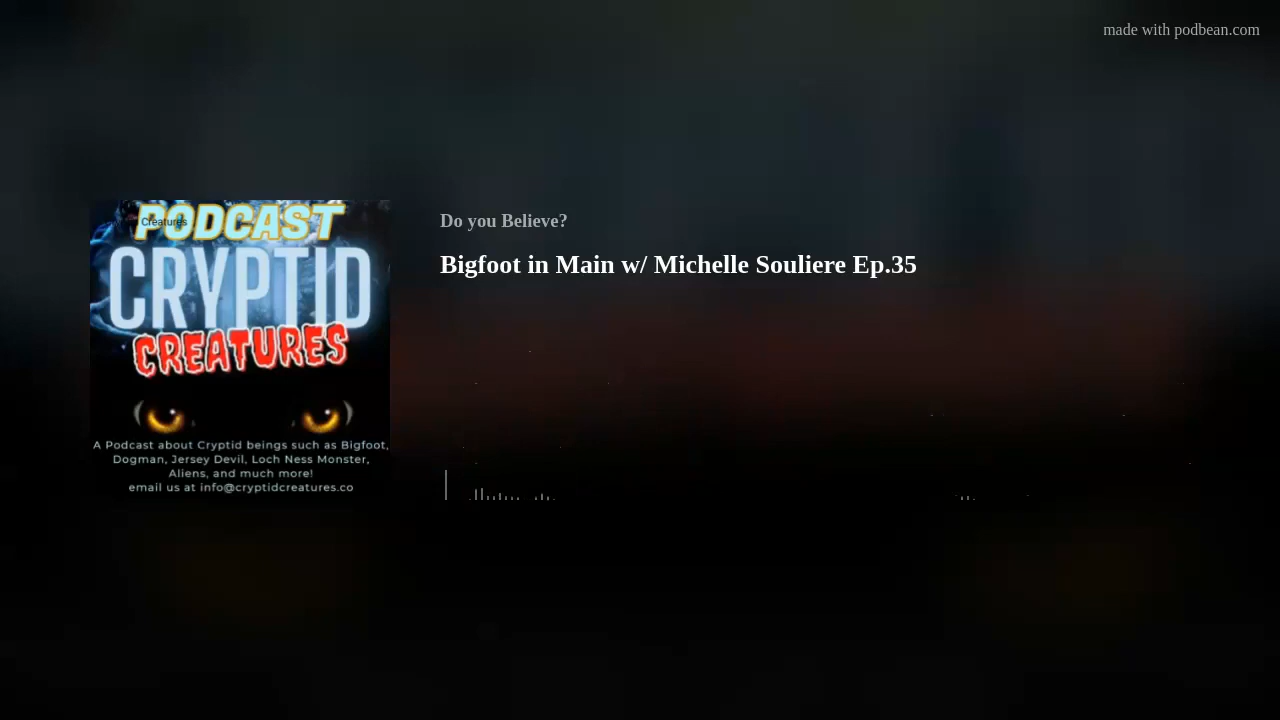 made with podbean.com
PODCAST
Creatures
CRYPTID
CREATURES
A Podcast about Cryptid beings such as Bigfoot,
Dogman, Jersey Devil, Loch Ness Monster,
Aliens, and much more!
email us at info@cryptidcreatures.co
Do you Believe?
Bigfoot in Main w/ Michelle Souliere Ep.35